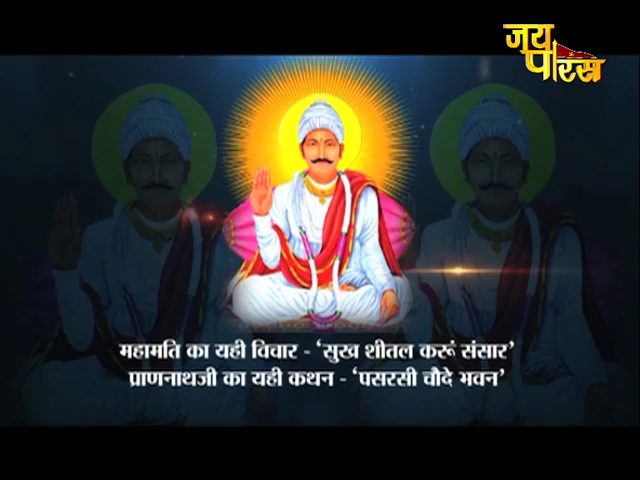 जय
पारस
महामति का यही विचार - ‘सुख शीतल करूं संसार’
प्राणनाथजी का यही कथन - ‘पसरसी चौदे भवन’